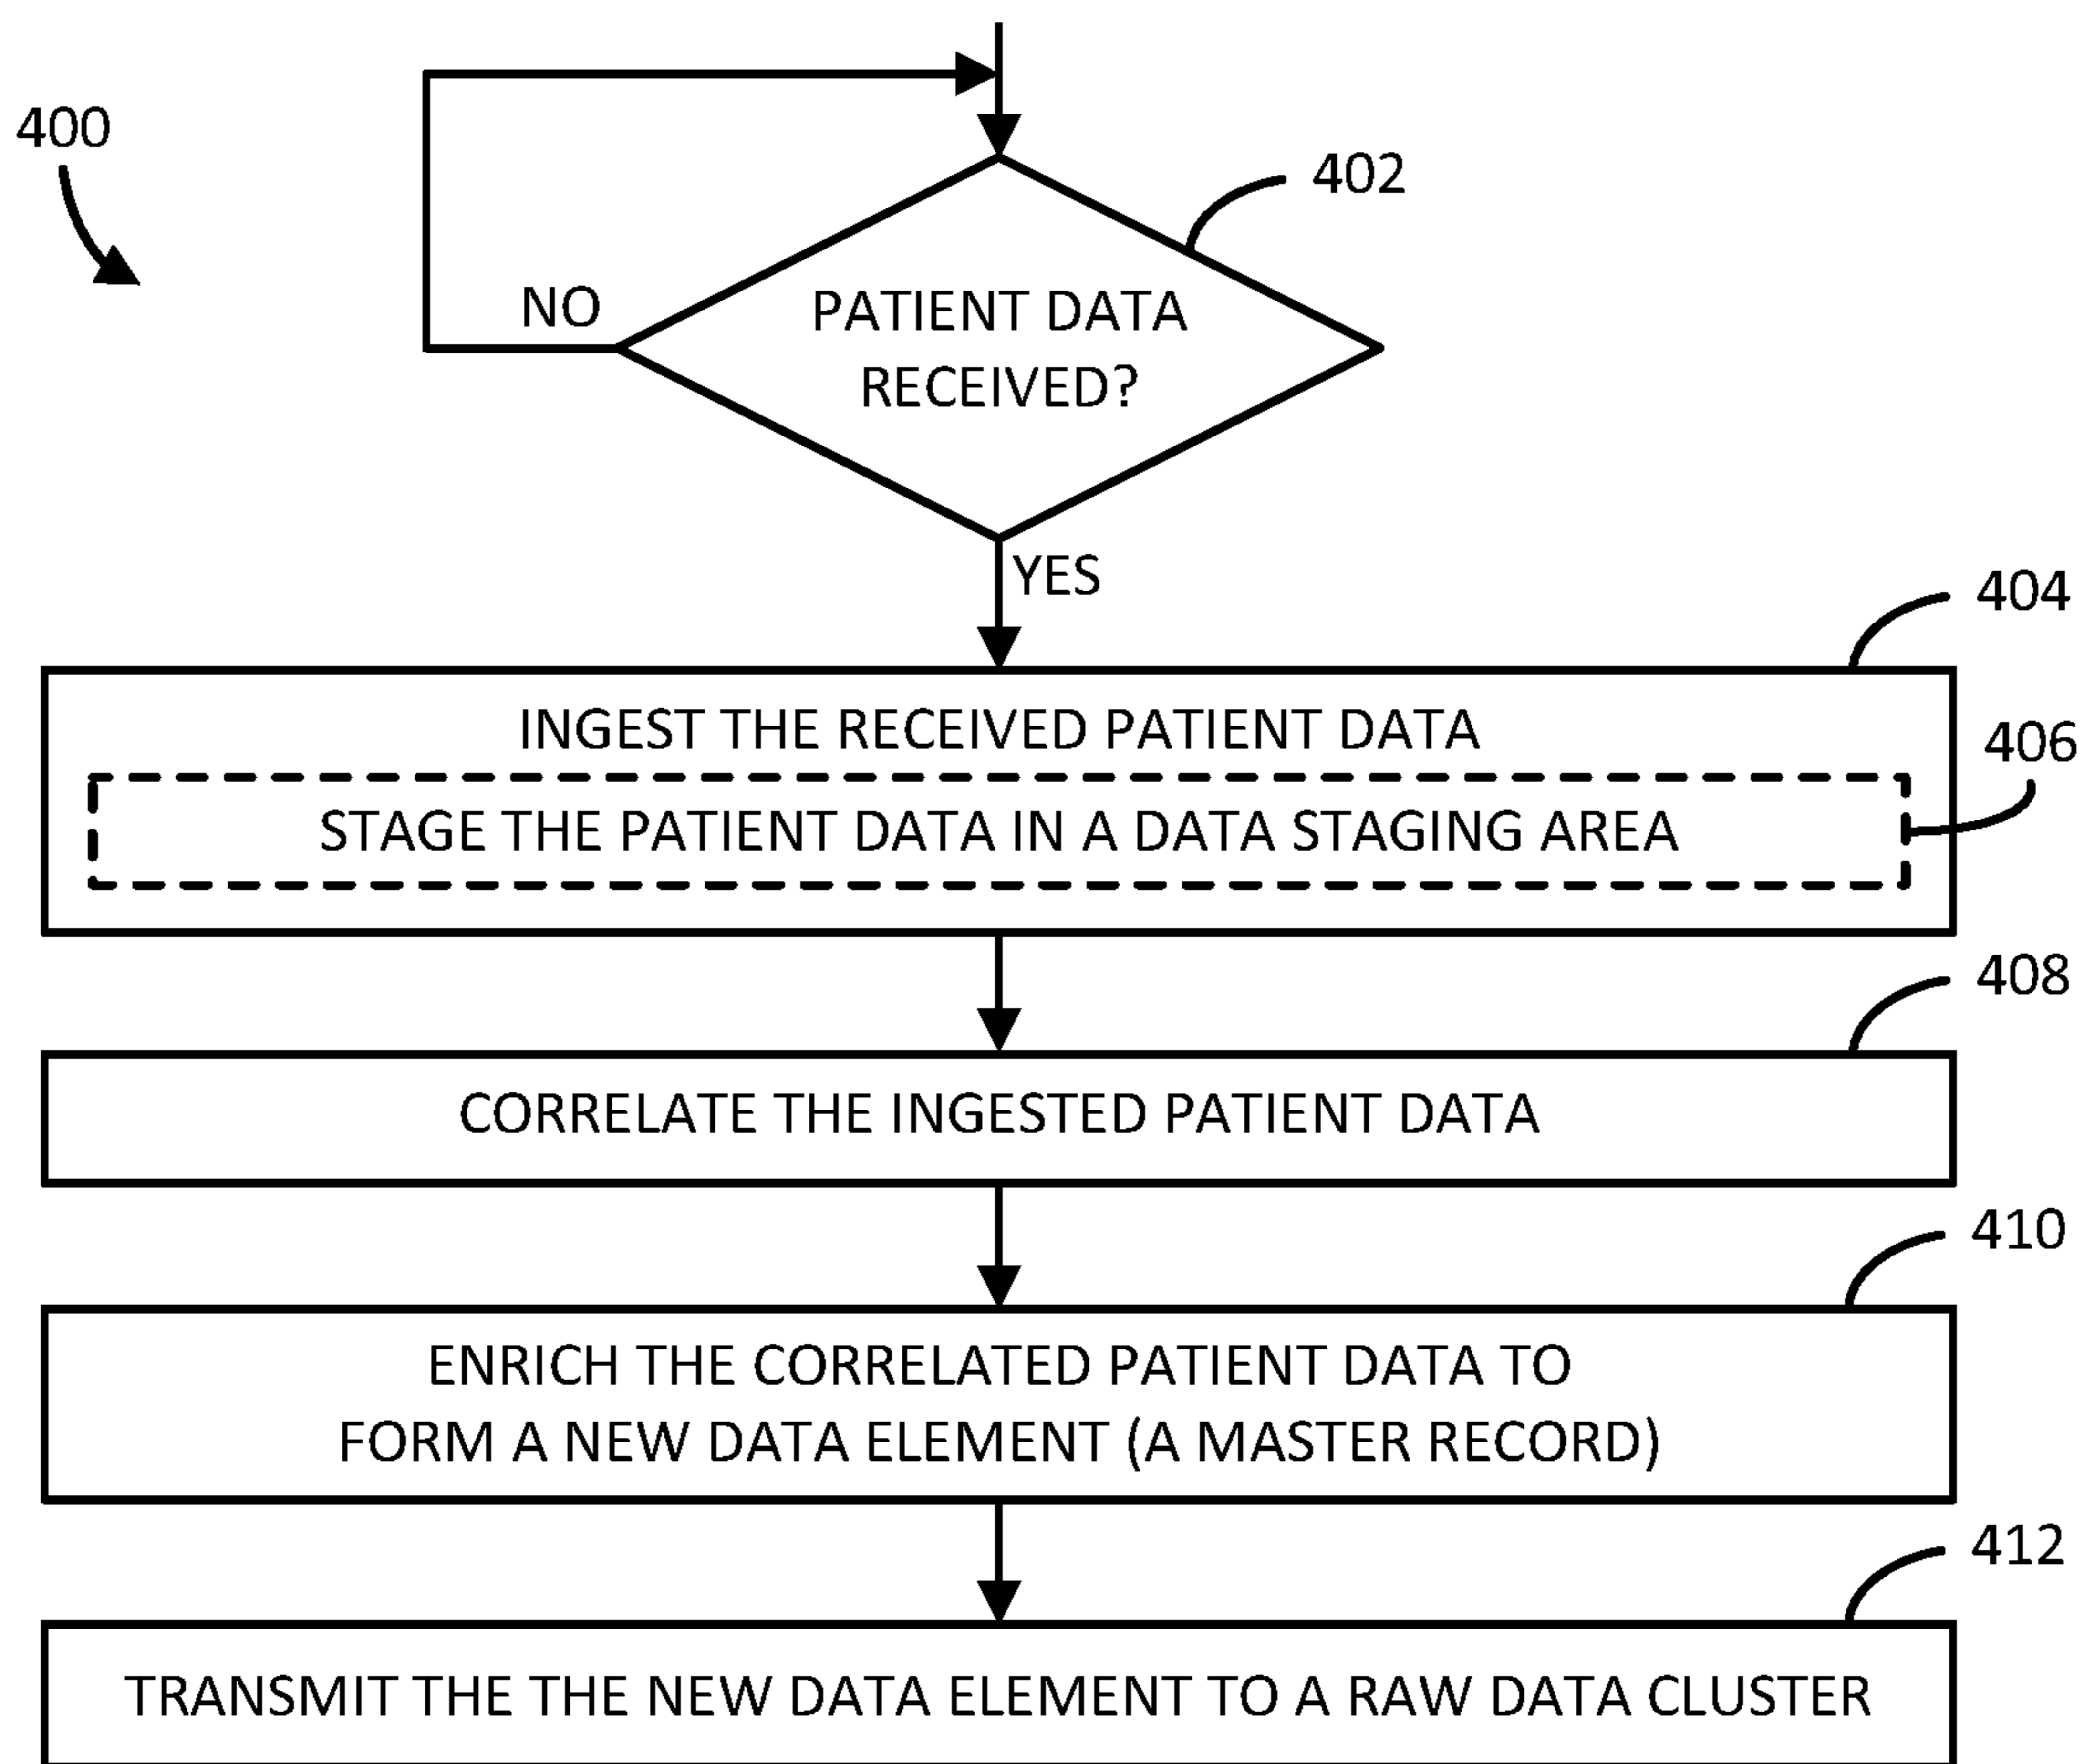 400
402
PATIENT DATA
RECEIVED?
NO
YES
404
INGEST THE RECEIVED PATIENT DATA
406
STAGE THE PATIENT DATA IN A DATA STAGING AREA
408
CORRELATE THE INGESTED PATIENT DATA
410
ENRICH THE CORRELATED PATIENT DATA TO
FORM A NEW DATA ELEMENT (A MASTER RECORD)
412
TRANSMIT THE THE NEW DATA ELEMENT TO A RAW DATA CLUSTER